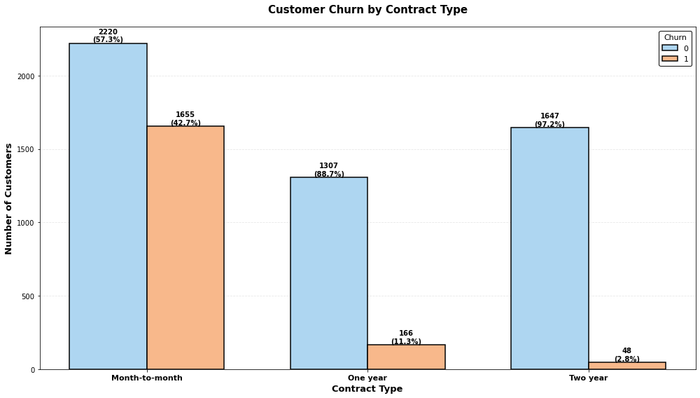 Customer Churn by Contract Type
Number of Customers
2000
1500
1000
500
0
2220
(57.3%)
1655
(42.7%)
1307
(88.7%)
166
(11.3%)
1647
(97.2%)
48
(2.8%)
Churn
0
1
Month-to-month
One year
Two year
Contract Type